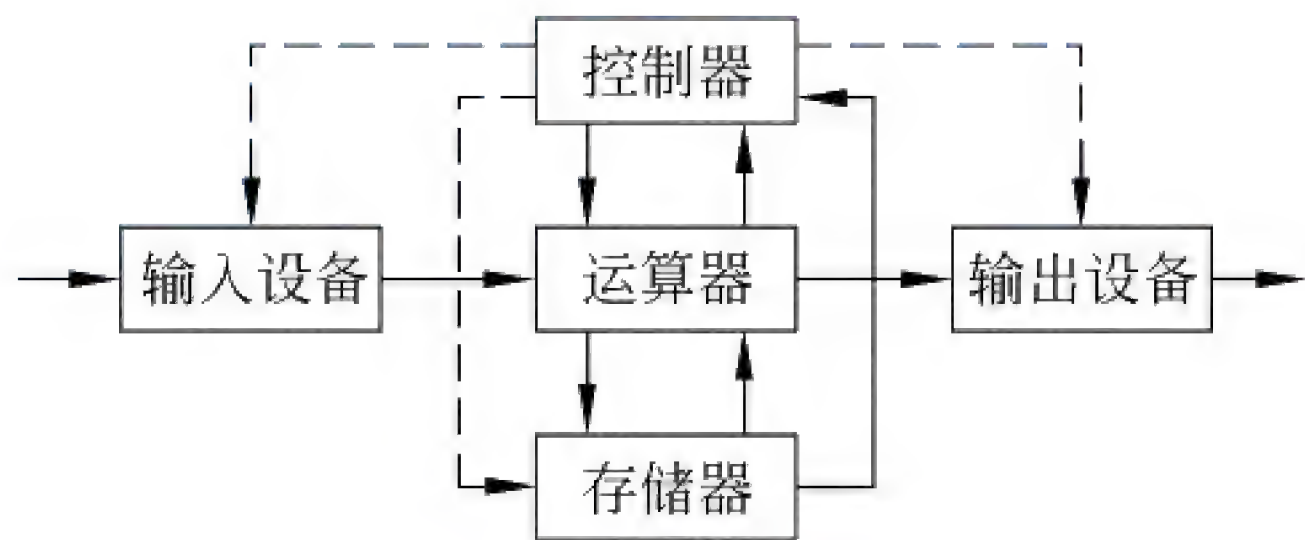 控制器
输入设备
运算器
输出设备
存储器